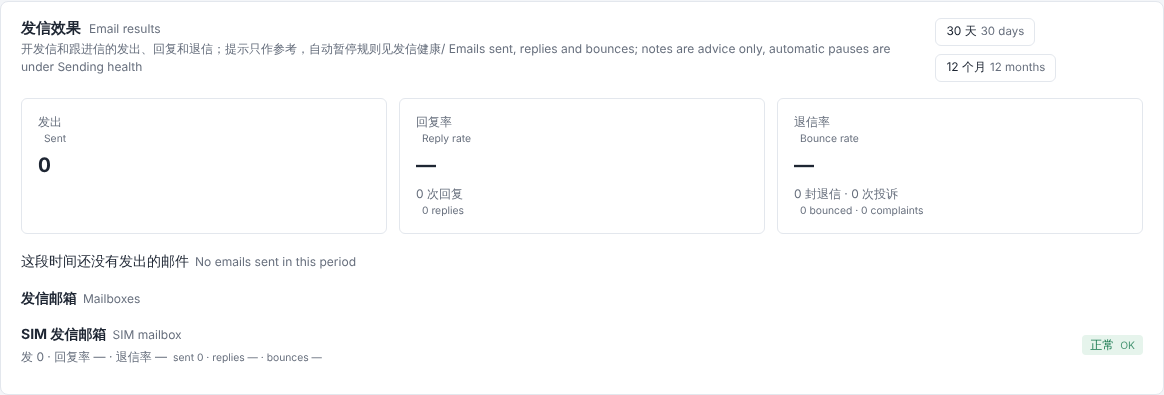 发信效果 Email results
开发信和跟进信的发出、回复和退信；提示只作参考，自动暂停规则见发信健康/ Emails sent, replies and bounces; notes are advice only, automatic pauses are
under Sending health
30 天 30 days
12 个月 12 months
发出
Sent
0
回复率
Reply rate
—
0 次回复
0 replies
退信率
Bounce rate
—
0 封退信 · 0 次投诉
0 bounced · 0 complaints
这段时间还没有发出的邮件 No emails sent in this period
发信邮箱 Mailboxes
SIM 发信邮箱 SIM mailbox
发 0 · 回复率 — · 退信率 — sent 0 · replies — · bounces —
正常 OK